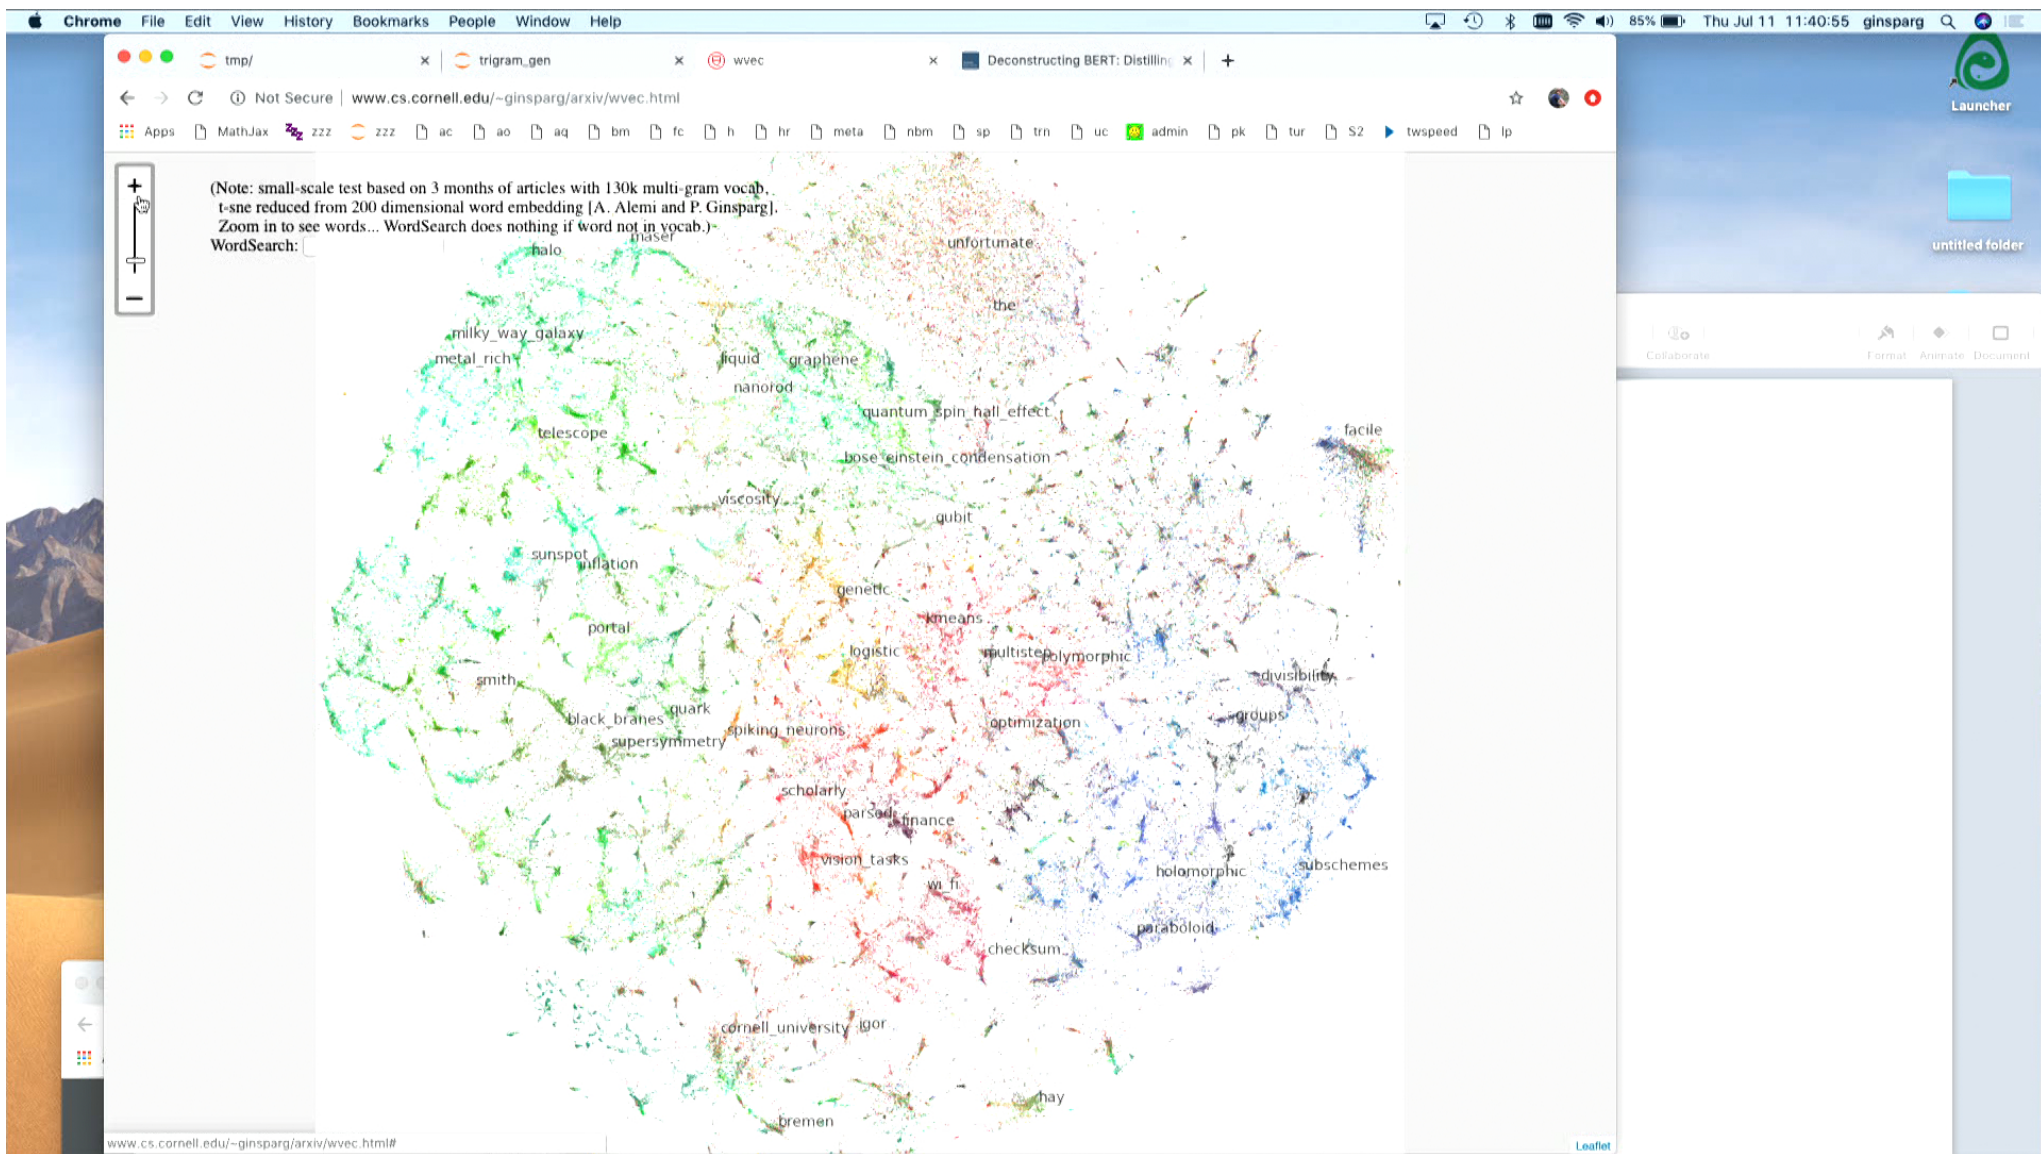 Chrome File Edit View History Bookmarks People Window Help 85% Thu Jul 11 11:40:55 ginsparg
tmp/ trigram_gen wvec Deconstructing BERT: Distilling
Not Secure www.cs.cornell.edu/~ginsparg/arxiv/wvec.html
Launcher
Apps MathJax zzz zzz ac ao aq bm fc h hr meta nbm sp trn uc admin pk tur S2 twspeed lp
(Note: small-scale test based on 3 months of articles with 130k multi-gram vocab,
t-sne reduced from 200 dimensional word embedding [A. Alemi and P. Ginsparg].
Zoom in to see words... WordSearch does nothing if word not in vocab.)
WordSearch:
untitled folder
maser
halo
unfortunate
the
milky_way_galaxy
metal_rich
liquid
graphene
nanorod
Collaborate Format Animate Document
quantum_spin_hall_effect
telescope
facile
bose_einstein_condensation
viscosity
qubit
sunspot
inflation
genetic
kmeans
portal
logistic
multistep
polymorphic
smith
divisibility
quark
black_branes
groups
optimization
spiking_neurons
supersymmetry
scholarly
parsed
finance
vision_tasks
subschemes
holomorphic
wi_fi
paraboloid
checksum
cornell_university
igor
hay
bremen
www.cs.cornell.edu/~ginsparg/arxiv/wvec.html#
Leaflet